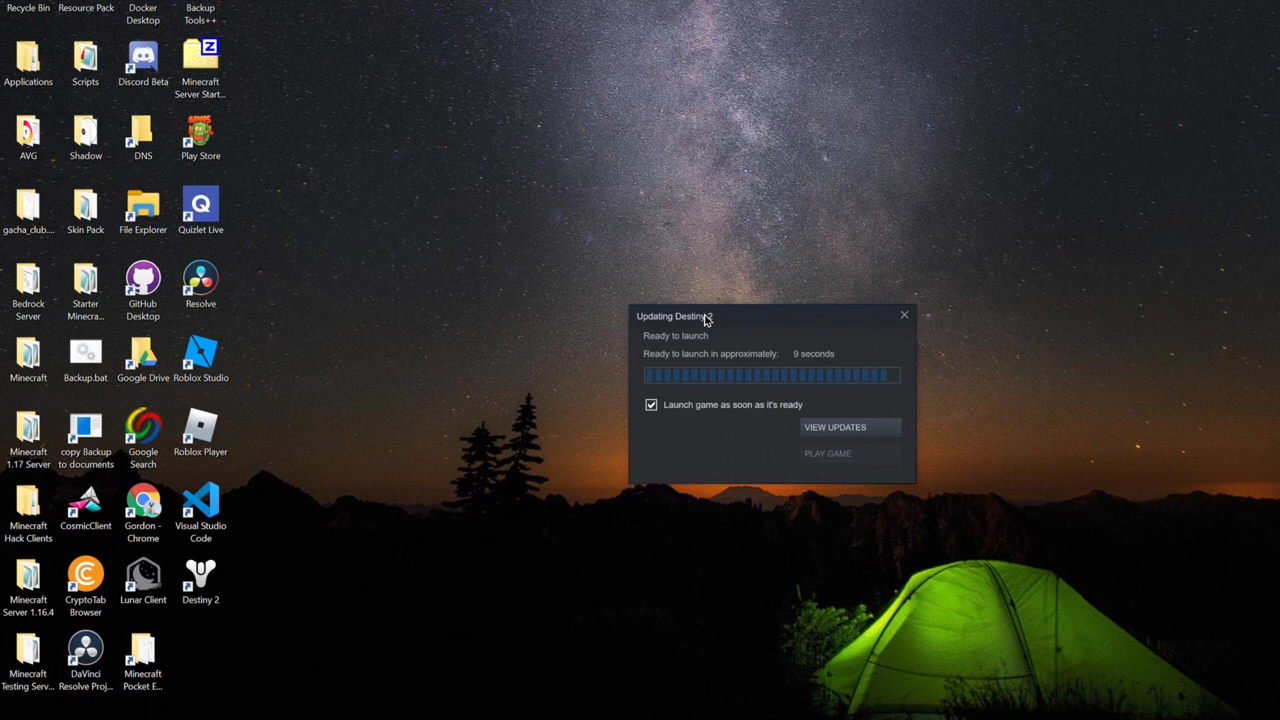 Recycle Bin
Resource Pack
Docker
Desktop
Backup
Tools++
Applications
Scripts
Discord Beta
Minecraft
Server Start...
AVG
Shadow
DNS
Play Store
gacha_club....
Skin Pack
File Explorer
Quizlet Live
Bedrock
Server
Starter
Minecra...
GitHub
Desktop
Resolve
Minecraft
Backup.bat
Google Drive
Roblox Studio
Minecraft
1.17 Server
copy Backup
to documents
Google
Search
Roblox Player
Minecraft
Hack Clients
CosmicClient
Gordon -
Chrome
Visual Studio
Code
Minecraft
Server 1.16.4
CryptoTab
Browser
Lunar Client
Destiny 2
Minecraft
Testing Serv...
DaVinci
Resolve Proj...
Minecraft
Pocket E...
Updating Destiny 2
Ready to launch
Ready to launch in approximately: 9 seconds
Launch game as soon as it's ready
VIEW UPDATES
PLAY GAME